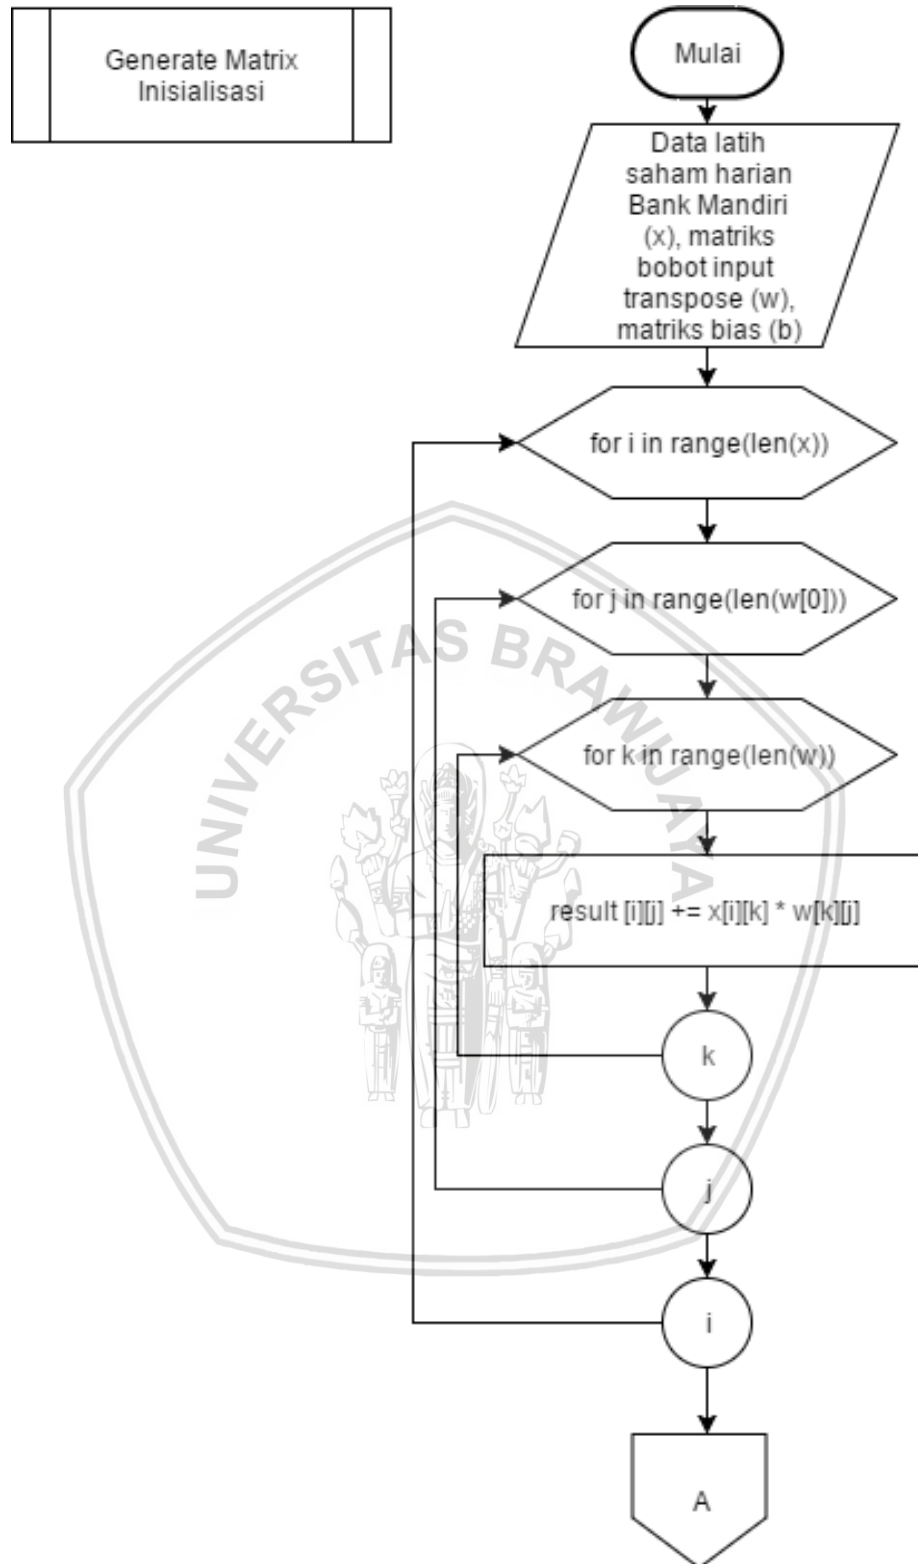 Generate Matrix
Inisialisasi
Mulai
Data latih
saham harian
Bank Mandiri
(x), matriks
bobot input
transpose (w),
matriks bias (b)
for i in range(len(x))
for j in range(len(w[0]))
for k in range(len(w))
result [i][j] += x[i][k] * w[k][j]
k
j
i
A
UNIVERSITAS BRAWIJAYA